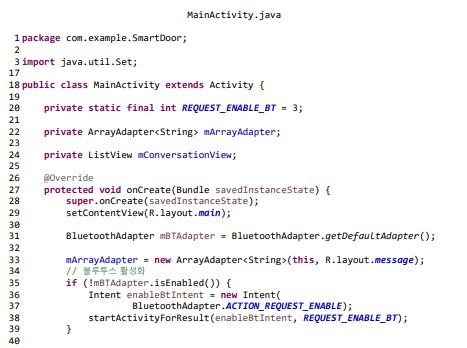 MainActivity.java
1 package com.example.SmartDoor;
2
3 import java.util.Set;
17
18 public class MainActivity extends Activity {
19
20     private static final int REQUEST_ENABLE_BT = 3;
21
22     private ArrayAdapter<String> mArrayAdapter;
23
24     private ListView mConversationView;
25
26     @Override
27     protected void onCreate(Bundle savedInstanceState) {
28         super.onCreate(savedInstanceState);
29         setContentView(R.layout.main);
30
31         BluetoothAdapter mBTAdapter = BluetoothAdapter.getDefaultAdapter();
32
33         mArrayAdapter = new ArrayAdapter<String>(this, R.layout.message);
34         // 블루투스 활성화
35         if (!mBTAdapter.isEnabled()) {
36             Intent enableBtIntent = new Intent(
37                     BluetoothAdapter.ACTION_REQUEST_ENABLE);
38             startActivityForResult(enableBtIntent, REQUEST_ENABLE_BT);
39         }
40